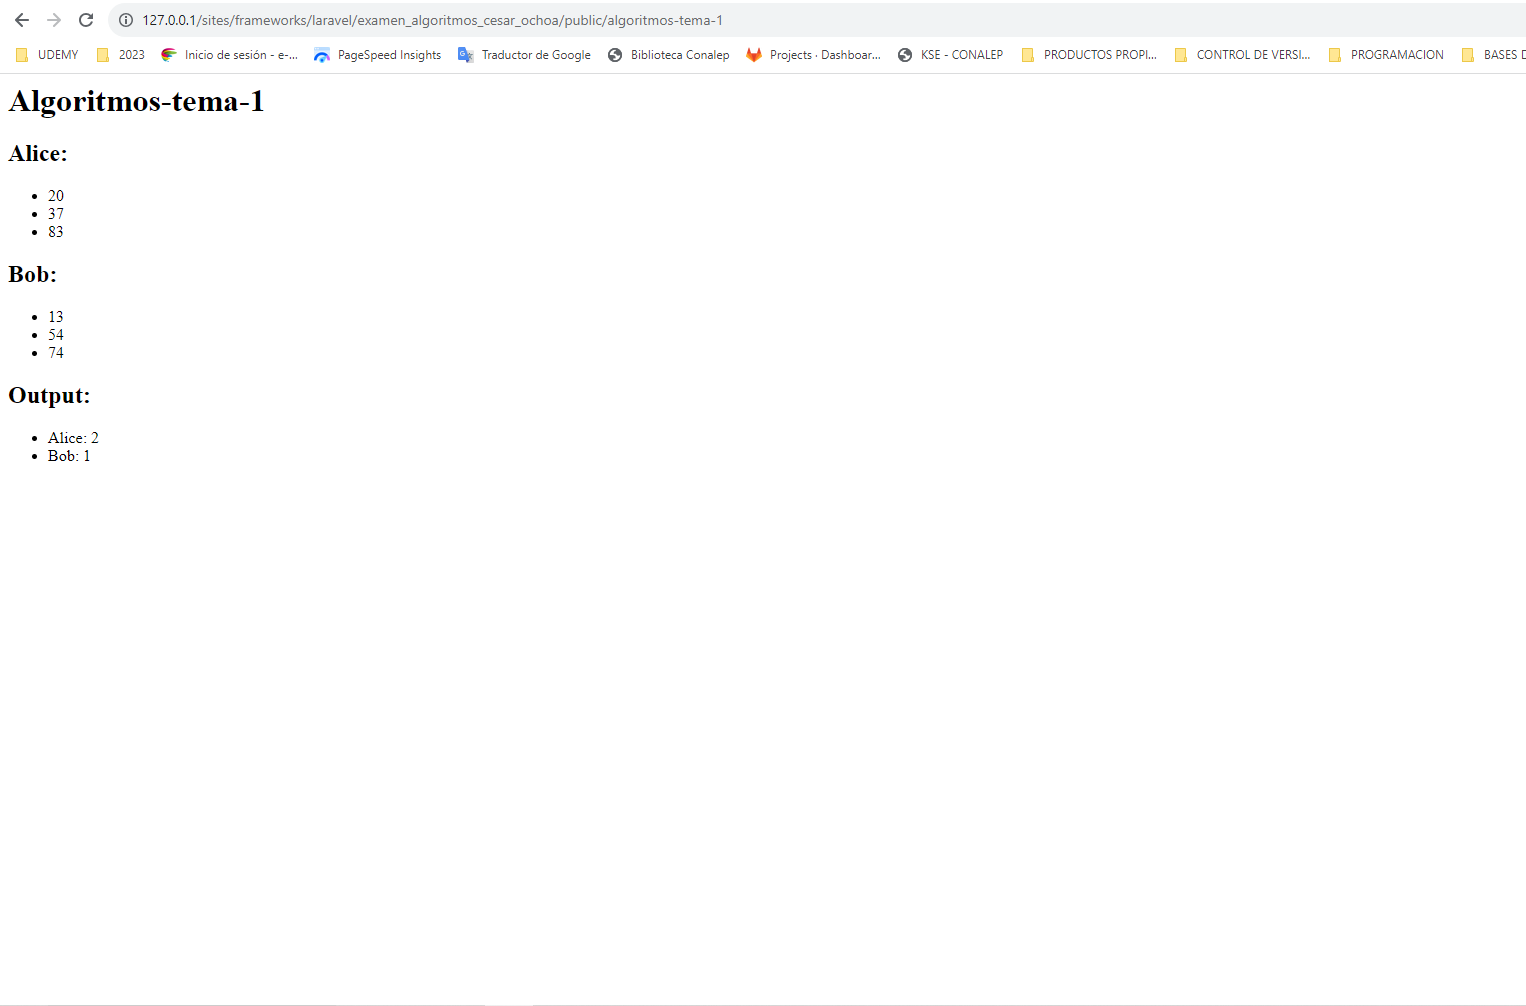 127.0.0.1/sites/frameworks/laravel/examen_algoritmos_cesar_ochoa/public/algoritmos-tema-1
UDEMY 2023 Inicio de sesión - e-... PageSpeed Insights Traductor de Google Biblioteca Conalep Projects · Dashboar... KSE - CONALEP PRODUCTOS PROPI... CONTROL DE VERSI... PROGRAMACION BASES D
Algoritmos-tema-1
Alice:
20
37
83
Bob:
13
54
74
Output:
Alice: 2
Bob: 1